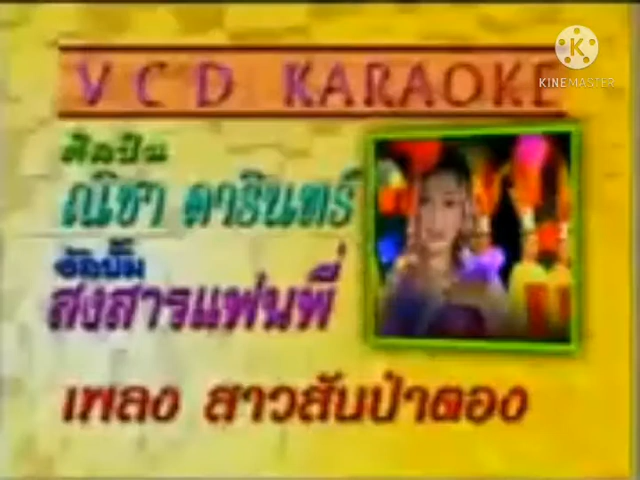 VCD KARAOKE
KINEMASTER
ศิลปิน
ณิชา ดารินทร์
อัลบั้ม
สงสารแฟนพี่
เพลง สาวสันป่าตอง